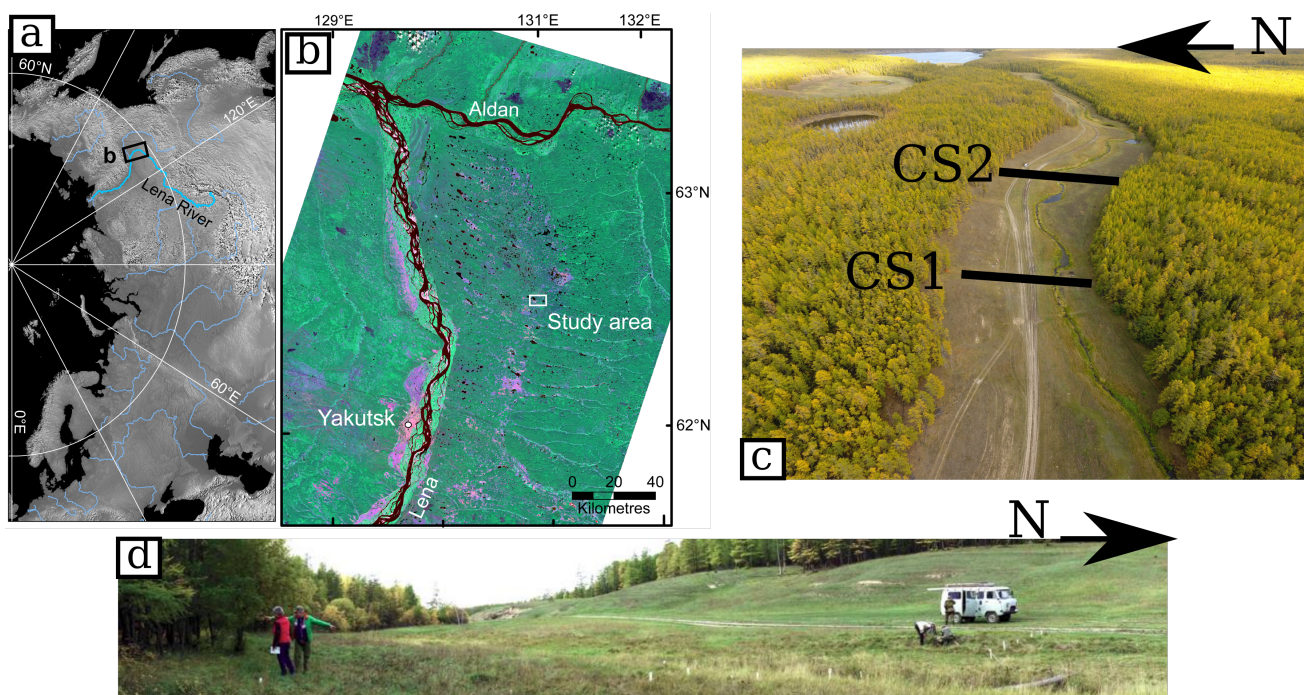 a
60°N
120°E
b
Lena River
60°E
0°E
129°E
131°E
132°E
b
Aldan
63°N
Study area
Yakutsk
62°N
Lena
0 20 40
Kilometres
N
CS2
CS1
c
N
d